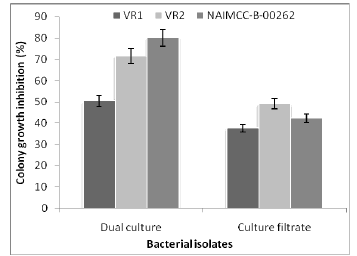 VR1 VR2 NAIMCC-B-00262
90
80
70
60
50
40
30
20
10
0
Colony growth inhibition (%)
Dual culture Culture filtrate
Bacterial isolates